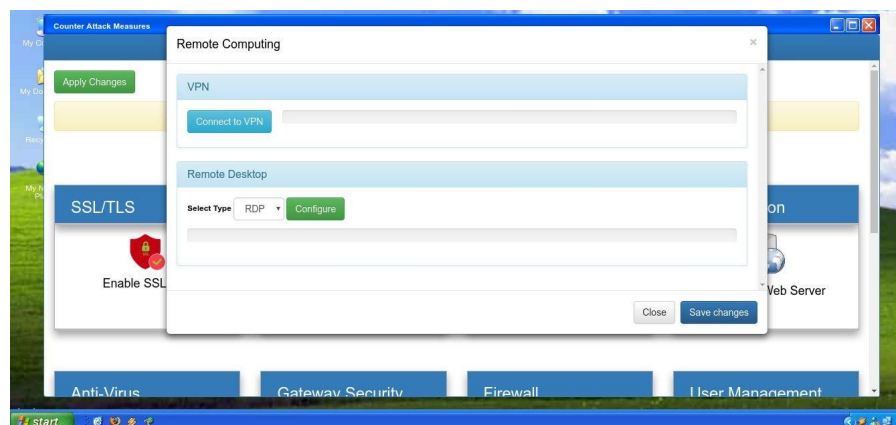 Counter Attack Measures
Remote Computing
×
Apply Changes
VPN
Connect to VPN
Remote Desktop
Select Type RDP Configure
SSL/TLS
on
Enable SSL
Web Server
Close Save changes
Anti-Virus Gateway Security Firewall User Management
start